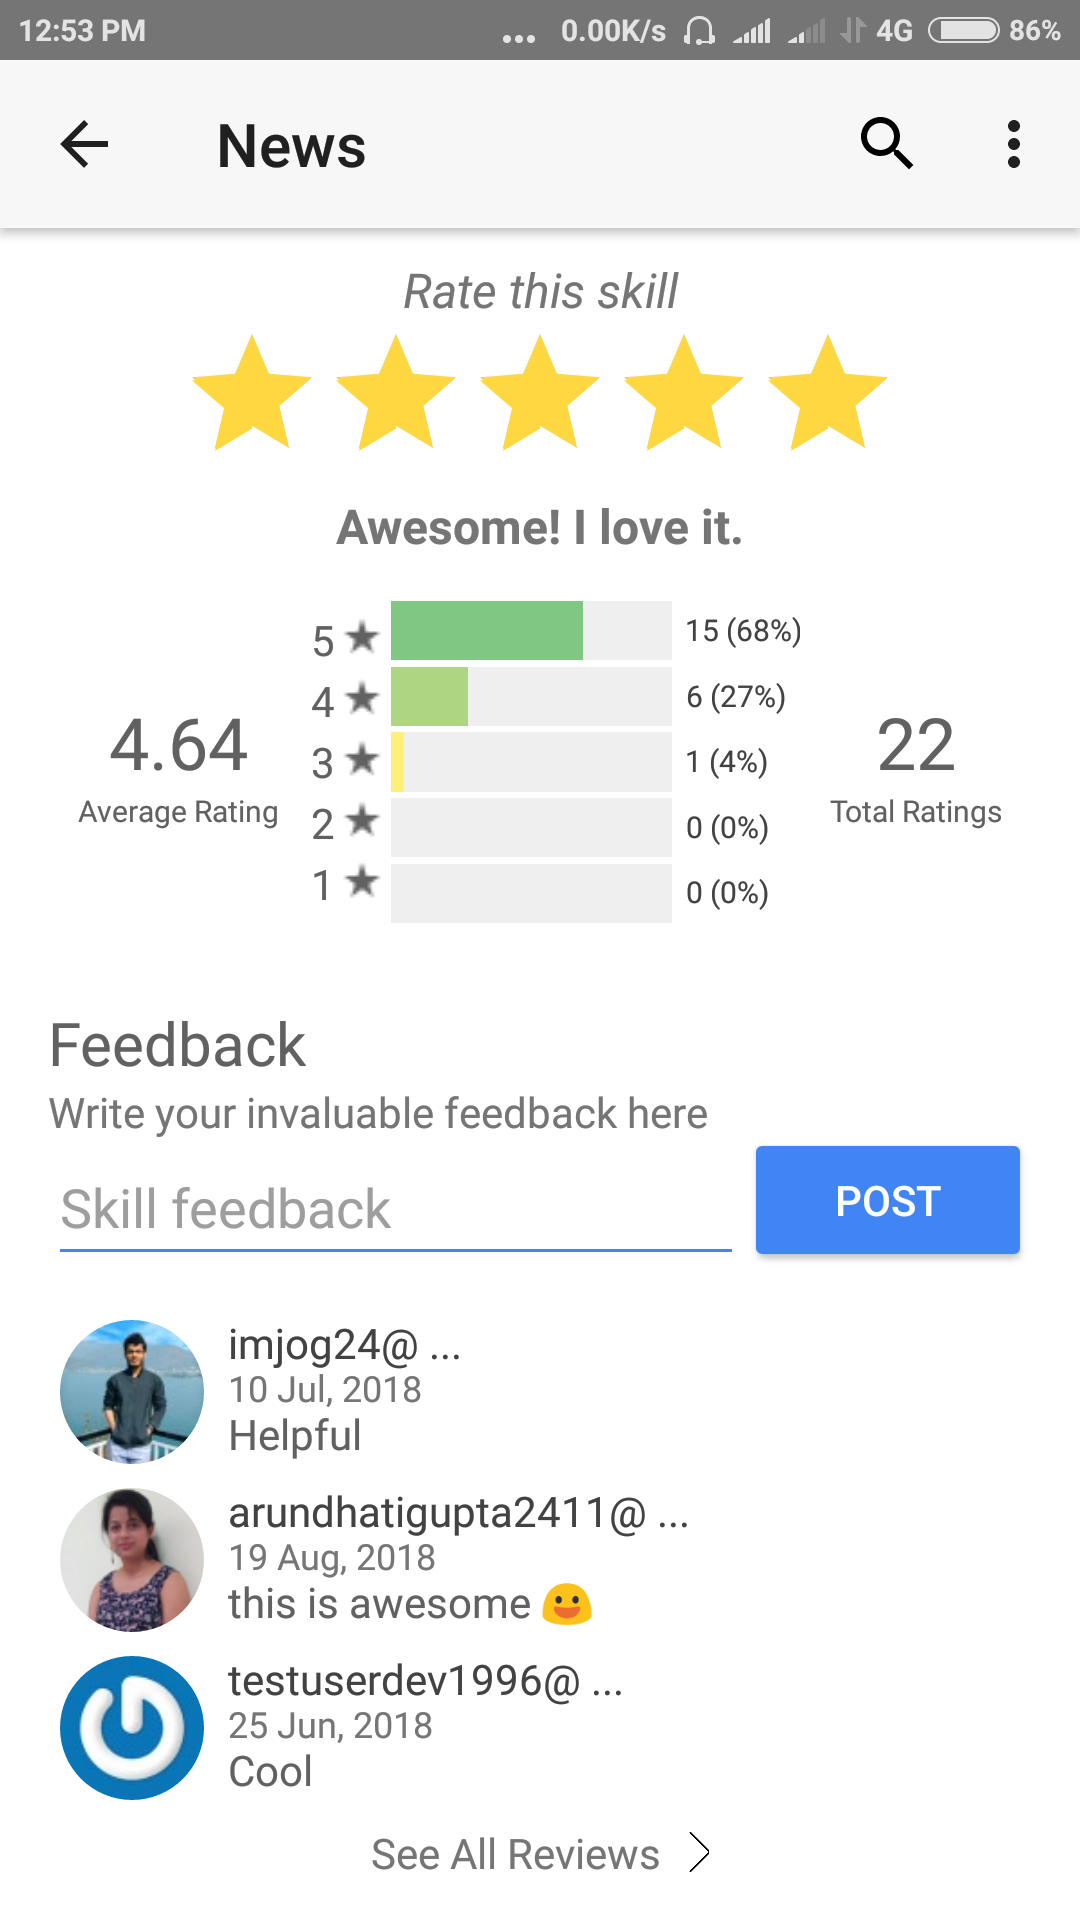 12:53 PM ... 0.00K/s 4G 86%
News
Rate this skill
Awesome! I love it.
5 ★ 15 (68%)
4 ★ 6 (27%)
3 ★ 1 (4%)
2 ★ 0 (0%)
1 ★ 0 (0%)
4.64
Average Rating
22
Total Ratings
Feedback
Write your invaluable feedback here
Skill feedback
POST
imjog24@ ...
10 Jul, 2018
Helpful
arundhatigupta2411@ ...
19 Aug, 2018
this is awesome 😃
testuserdev1996@ ...
25 Jun, 2018
Cool
See All Reviews